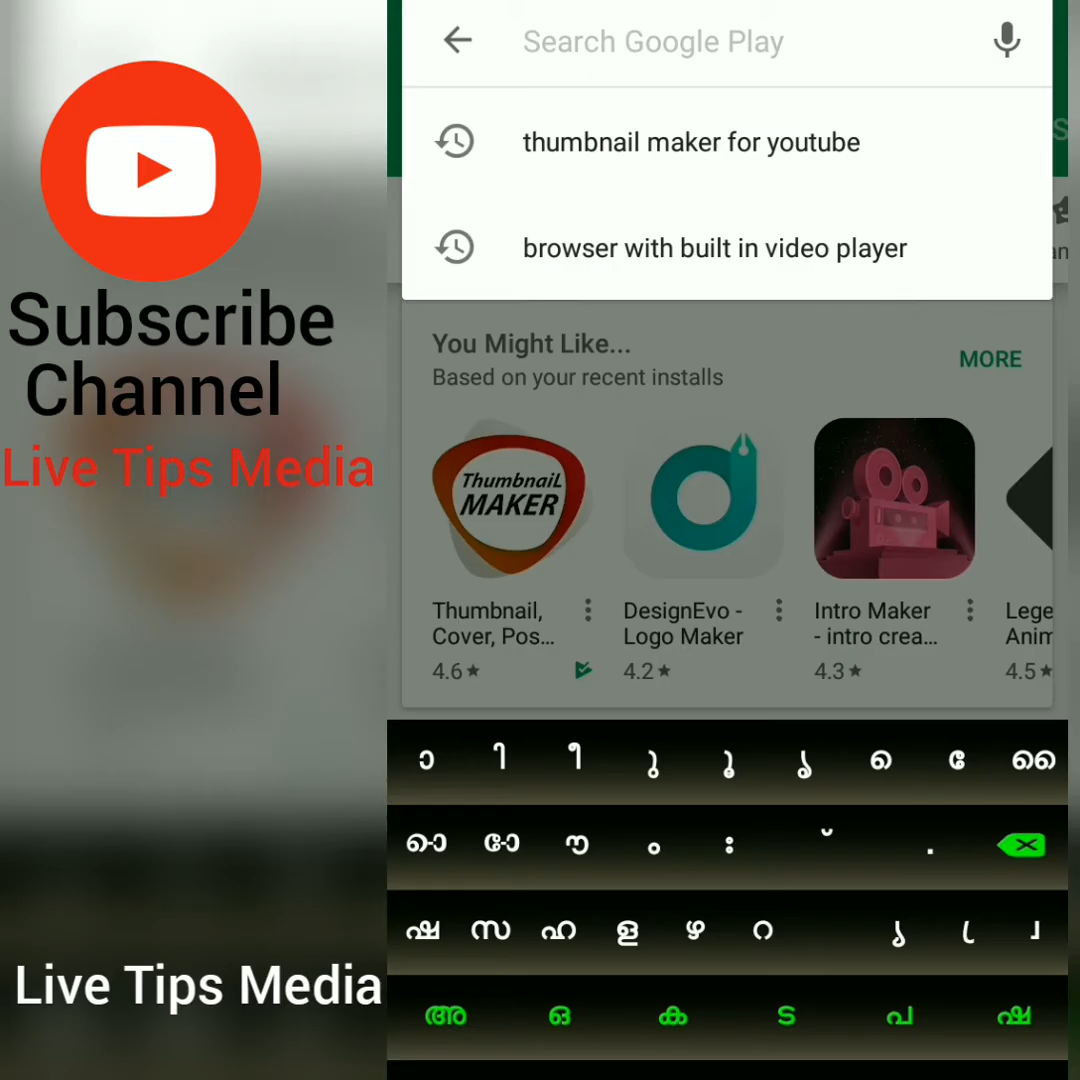 Subscribe
Channel
Live Tips Media
Live Tips Media
Search Google Play
thumbnail maker for youtube
browser with built in video player
You Might Like...
Based on your recent installs
MORE
ThumbnaiL
MAKER
Thumbnail,
Cover, Pos...
4.6★
DesignEvo -
Logo Maker
4.2★
Intro Maker
- intro crea...
4.3★
Lege
Anim
4.5★
ാ ി ീ ു ൂ ൃ െ േ ൈ
ൊ ോ ൗ ം ഃ ് .
ഷ സ ഹ ള ഴ റ
അ ഒ ക ട പ ഷ